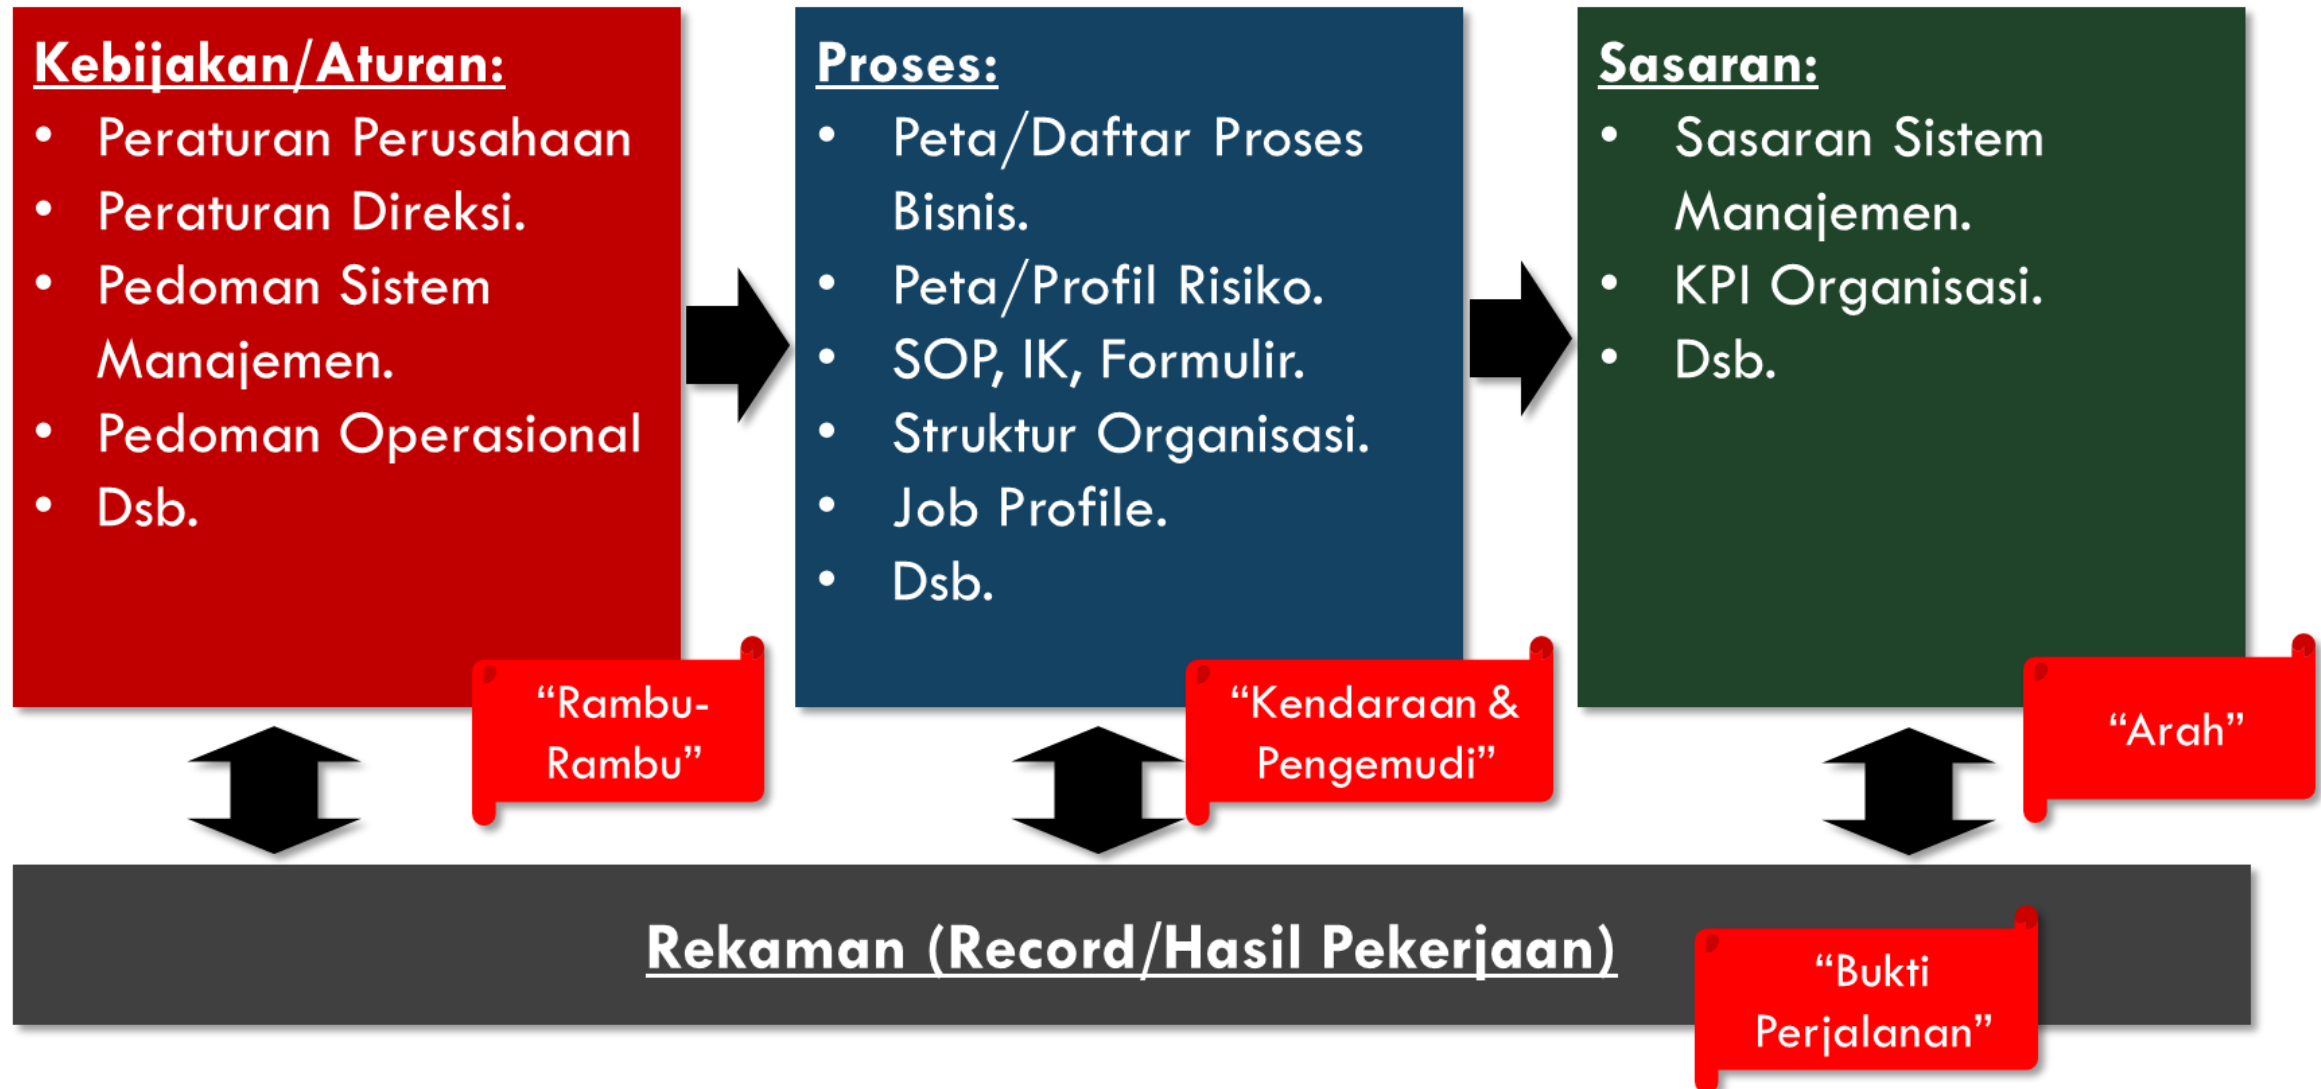 Kebijakan/Aturan:
• Peraturan Perusahaan
• Peraturan Direksi.
• Pedoman Sistem
Manajemen.
• Pedoman Operasional
• Dsb.
“Rambu-
Rambu”
Proses:
• Peta/Daftar Proses
Bisnis.
• Peta/Profil Risiko.
• SOP, IK, Formulir.
• Struktur Organisasi.
• Job Profile.
• Dsb.
“Kendaraan &
Pengemudi”
Sasaran:
• Sasaran Sistem
Manajemen.
• KPI Organisasi.
• Dsb.
“Arah”
Rekaman (Record/Hasil Pekerjaan)
“Bukti
Perjalanan”